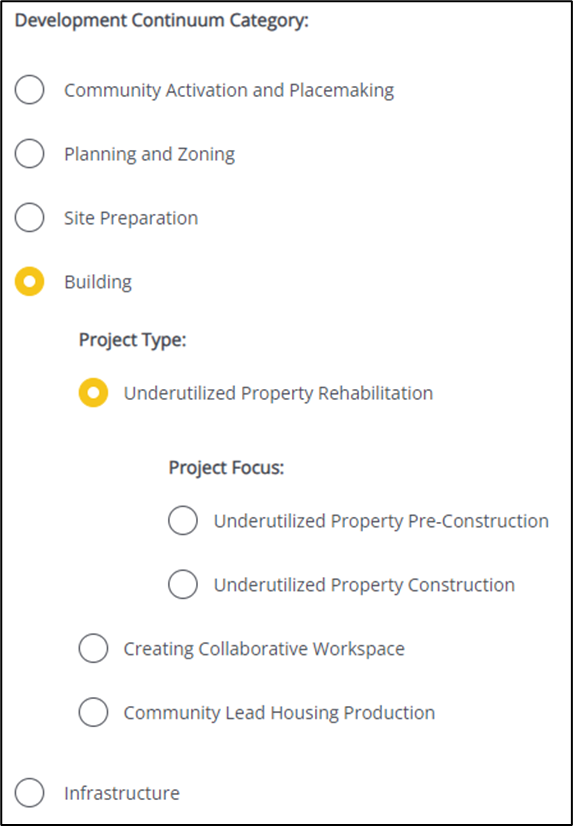 Development Continuum Category:
Community Activation and Placemaking
Planning and Zoning
Site Preparation
Building
Project Type:
Underutilized Property Rehabilitation
Project Focus:
Underutilized Property Pre-Construction
Underutilized Property Construction
Creating Collaborative Workspace
Community Lead Housing Production
Infrastructure